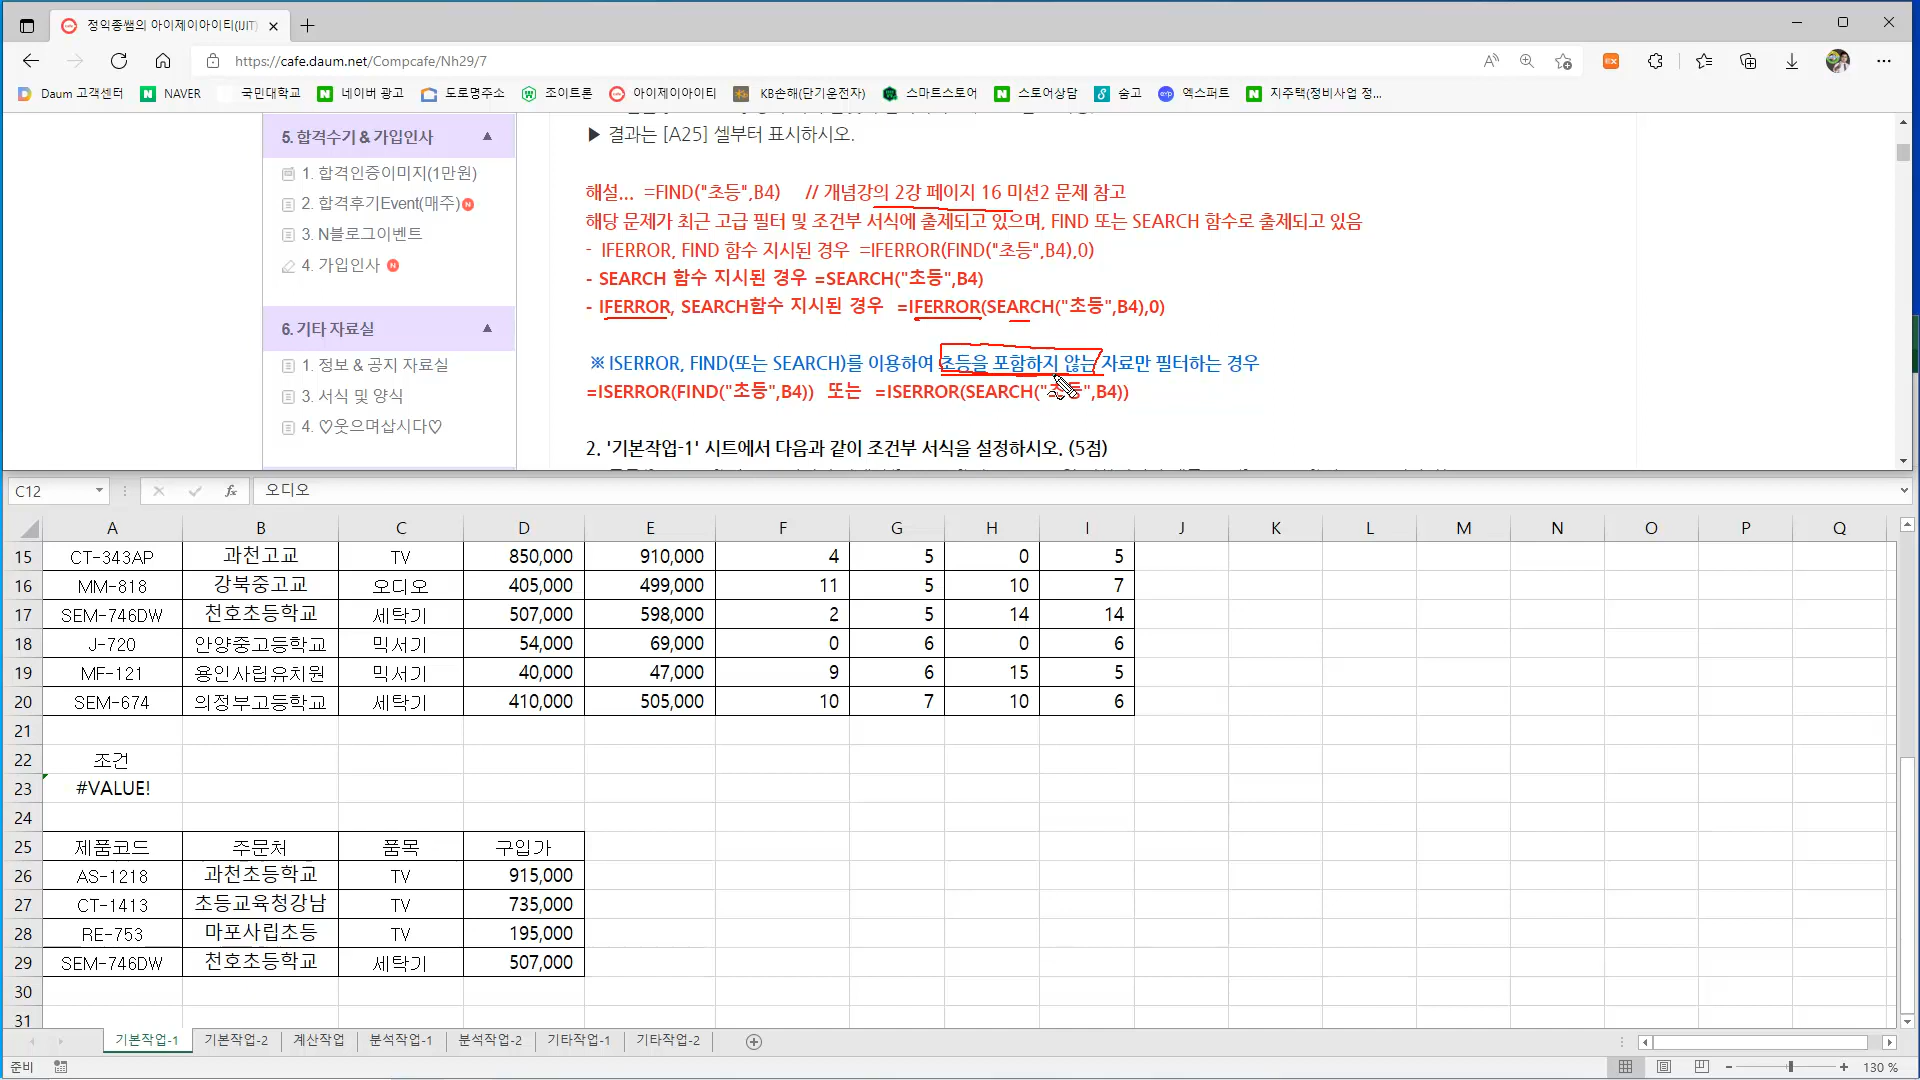 정익종쌤의 아이제이아이티(IJIT)
https://cafe.daum.net/Compcafe/Nh29/7
Daum 고객센터 NAVER 국민대학교 네이버 광고 도로명주소 조이트론 아이제이아이티 KB손해(단기운전자) 스마트스토어 스토어상담 숨고 엑스퍼트 지주택(정비사업 정...
5. 합격수기 & 가입인사 ▲
1. 합격인증이미지(1만원)
2. 합격후기Event(매주) N
3. N블로그이벤트
4. 가입인사 N
6. 기타 자료실 ▲
1. 정보 & 공지 자료실
3. 서식 및 양식
4. ♡웃으며삽시다♡
▶ 결과는 [A25] 셀부터 표시하시오.
해설... =FIND("초등",B4) // 개념강의 2강 페이지 16 미션2 문제 참고
해당 문제가 최근 고급 필터 및 조건부 서식에 출제되고 있으며, FIND 또는 SEARCH 함수로 출제되고 있음
- IFERROR, FIND 함수 지시된 경우 =IFERROR(FIND("초등",B4),0)
- SEARCH 함수 지시된 경우 =SEARCH("초등",B4)
- IFERROR, SEARCH함수 지시된 경우 =IFERROR(SEARCH("초등",B4),0)
※ ISERROR, FIND(또는 SEARCH)를 이용하여 초등을 포함하지 않는 자료만 필터하는 경우
=ISERROR(FIND("초등",B4)) 또는 =ISERROR(SEARCH("초등",B4))
2. '기본작업-1' 시트에서 다음과 같이 조건부 서식을 설정하시오. (5점)
C12 fx 오디오
A B C D E F G H I J K L M N O P Q
15 CT-343AP 과천고교 TV 850,000 910,000 4 5 0 5
16 MM-818 강북중고교 오디오 405,000 499,000 11 5 10 7
17 SEM-746DW 천호초등학교 세탁기 507,000 598,000 2 5 14 14
18 J-720 안양중고등학교 믹서기 54,000 69,000 0 6 0 6
19 MF-121 용인사립유치원 믹서기 40,000 47,000 9 6 15 5
20 SEM-674 의정부고등학교 세탁기 410,000 505,000 10 7 10 6
21
22 조건
23 #VALUE!
24
25 제품코드 주문처 품목 구입가
26 AS-1218 과천초등학교 TV 915,000
27 CT-1413 초등교육청강남 TV 735,000
28 RE-753 마포사립초등 TV 195,000
29 SEM-746DW 천호초등학교 세탁기 507,000
30
31
기본작업-1 기본작업-2 계산작업 분석작업-1 분석작업-2 기타작업-1 기타작업-2
준비 130 %